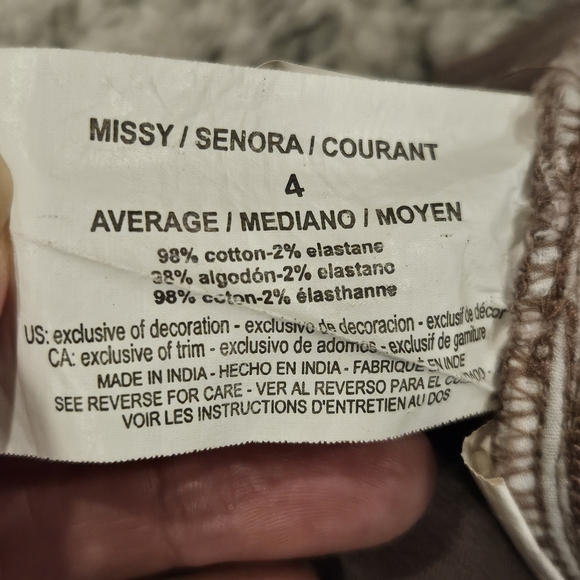 MISSY / SENORA / COURANT
4
AVERAGE / MEDIANO / MOYEN
98% cotton-2% elastane
98% algodón-2% elastano
98% coton-2% élasthanne
US: exclusive of decoration - exclusivo de decoracion - exclusif de décor
CA: exclusive of trim - exclusivo de adornos - exclusif de garniture
MADE IN INDIA - HECHO EN INDIA - FABRIQUÉ EN INDE
SEE REVERSE FOR CARE - VER AL REVERSO PARA EL CUIDADO -
VOIR LES INSTRUCTIONS D'ENTRETIEN AU DOS